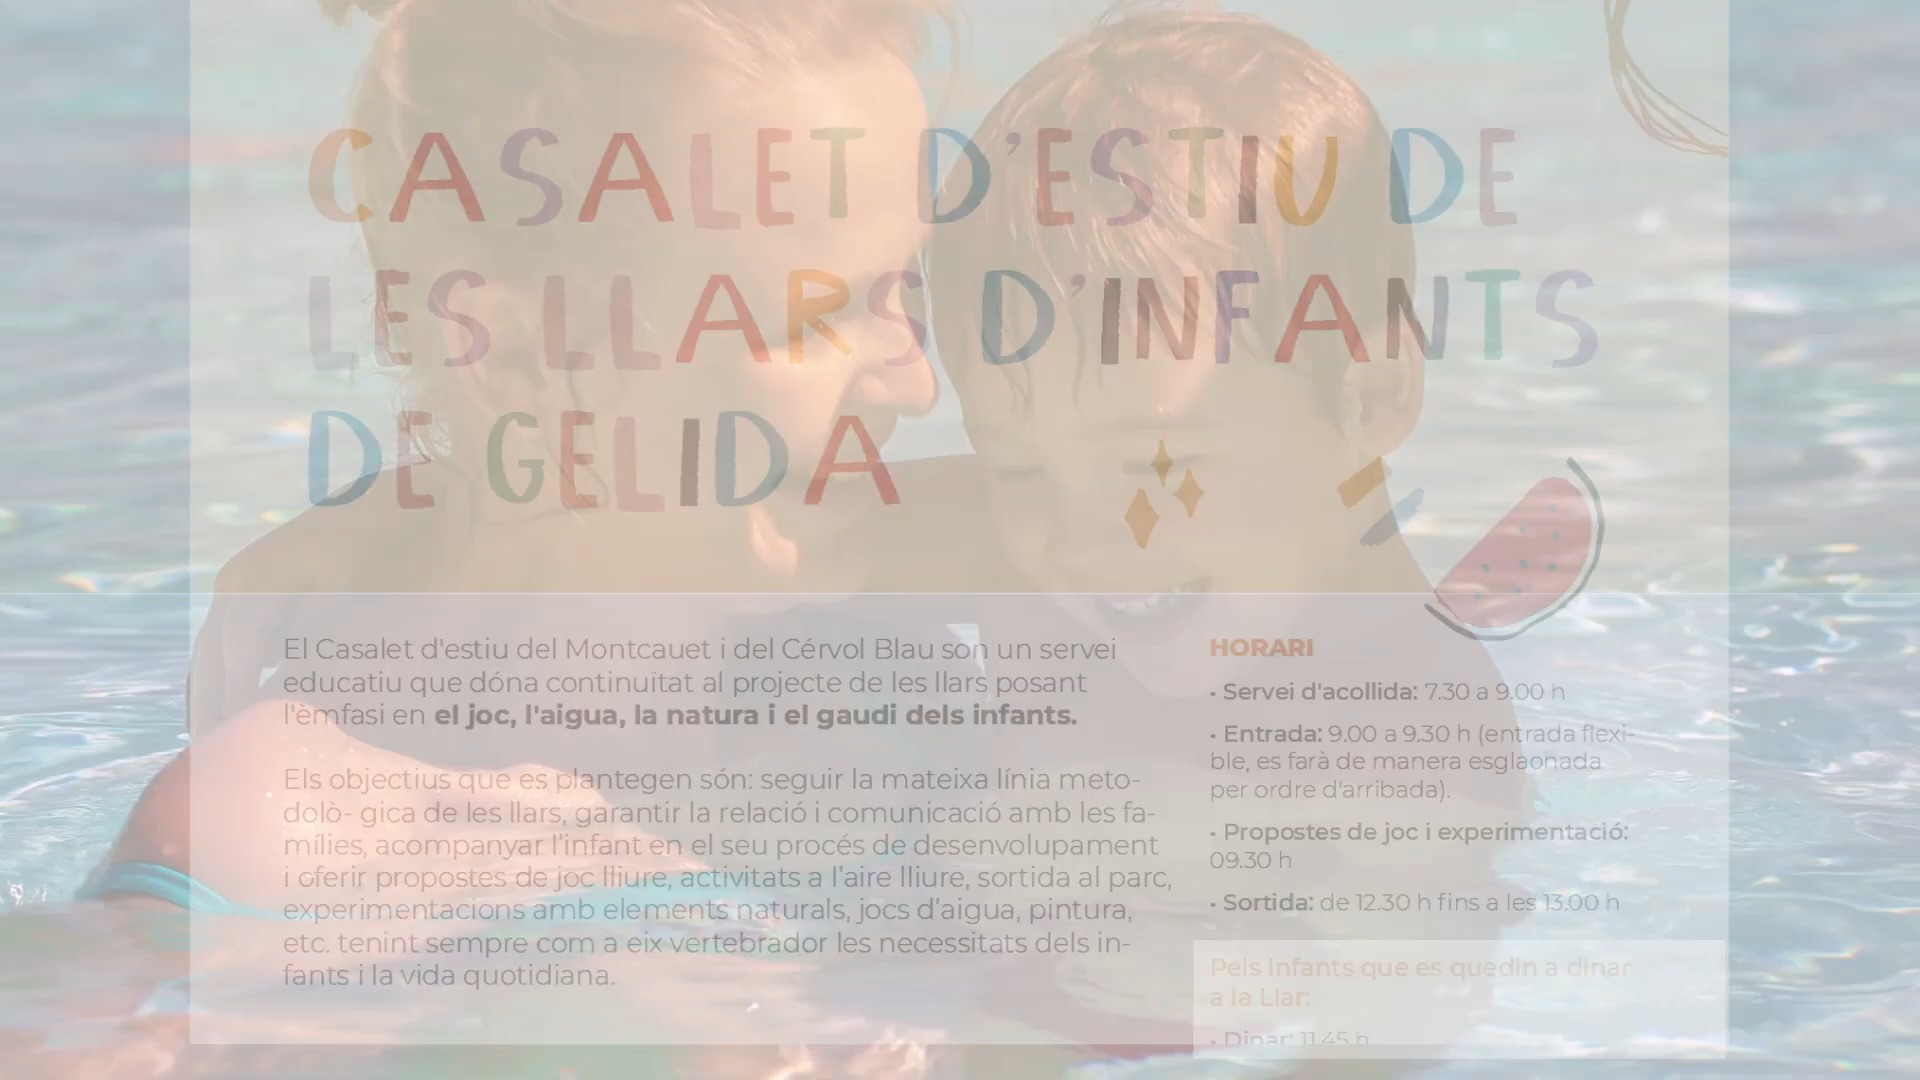 CASALET D'ESTIU DE
LES LLARS D'INFANTS
DE GELIDA
El Casalet d'estiu del Montcauet i del Cérvol Blau son un servei
educatiu que dóna continuïtat al projecte de les llars posant
l'èmfasi en el joc, l'aigua, la natura i el gaudi dels infants.
Els objectius que es plantegen són: seguir la mateixa línia meto-
dolò- gica de les llars, garantir la relació i comunicació amb les fa-
mílies, acompanyar l'infant en el seu procés de desenvolupament
i oferir propostes de joc lliure, activitats a l'aire lliure, sortida al parc,
experimentacions amb elements naturals, jocs d'aigua, pintura,
etc. tenint sempre com a eix vertebrador les necessitats dels in-
fants i la vida quotidiana.
HORARI
• Servei d'acollida: 7.30 a 9.00 h
• Entrada: 9.00 a 9.30 h (entrada flexi-
ble, es farà de manera esglaonada
per ordre d'arribada).
• Propostes de joc i experimentació:
09.30 h
• Sortida: de 12.30 h fins a les 13.00 h
Pels Infants que es quedin a dinar
a la Llar:
• Dinar: 11.45 h